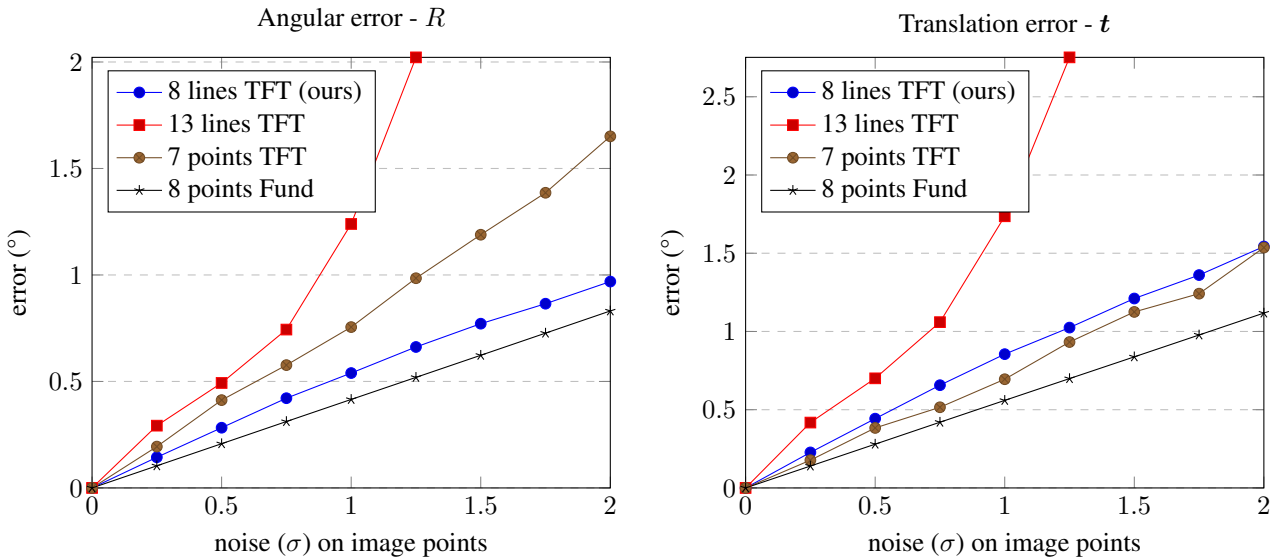 Angular error - R
error (°)
2
1.5
1
0.5
0
8 lines TFT (ours)
13 lines TFT
7 points TFT
8 points Fund
0 0.5 1 1.5 2
noise (σ) on image points
Translation error - t
error (°)
2.5
2
1.5
1
0.5
0
8 lines TFT (ours)
13 lines TFT
7 points TFT
8 points Fund
0 0.5 1 1.5 2
noise (σ) on image points